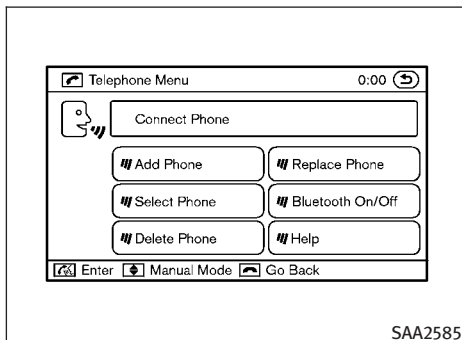 Telephone Menu 0:00
Connect Phone
Add Phone Replace Phone
Select Phone Bluetooth On/Off
Delete Phone Help
Enter Manual Mode Go Back
SAA2585